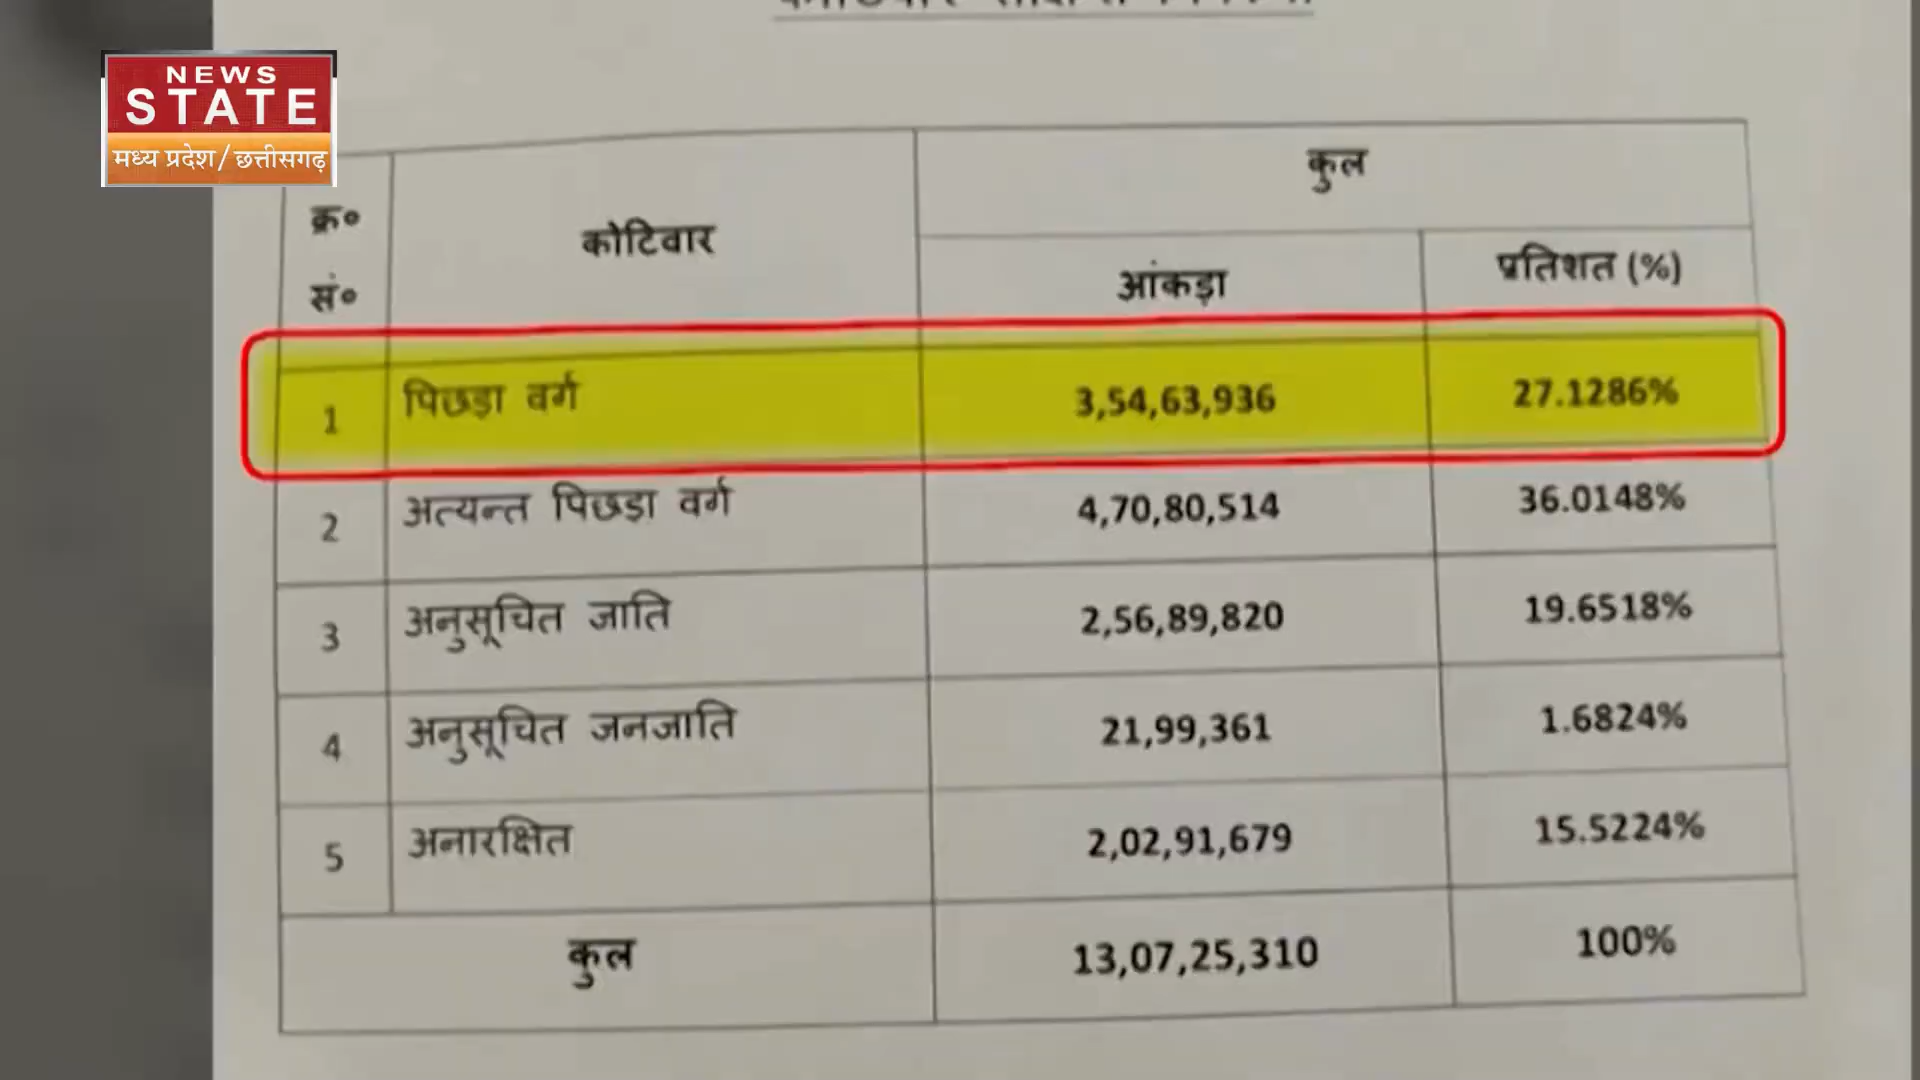 NEWS
STATE
मध्य प्रदेश/छत्तीसगढ़
क्र०
सं०
कोटिवार
कुल
आंकड़ा
प्रतिशत (%)
1 पिछड़ा वर्ग 3,54,63,936 27.1286%
2 अत्यन्त पिछड़ा वर्ग 4,70,80,514 36.0148%
3 अनुसूचित जाति 2,56,89,820 19.6518%
4 अनुसूचित जनजाति 21,99,361 1.6824%
5 अनारक्षित 2,02,91,679 15.5224%
कुल 13,07,25,310 100%